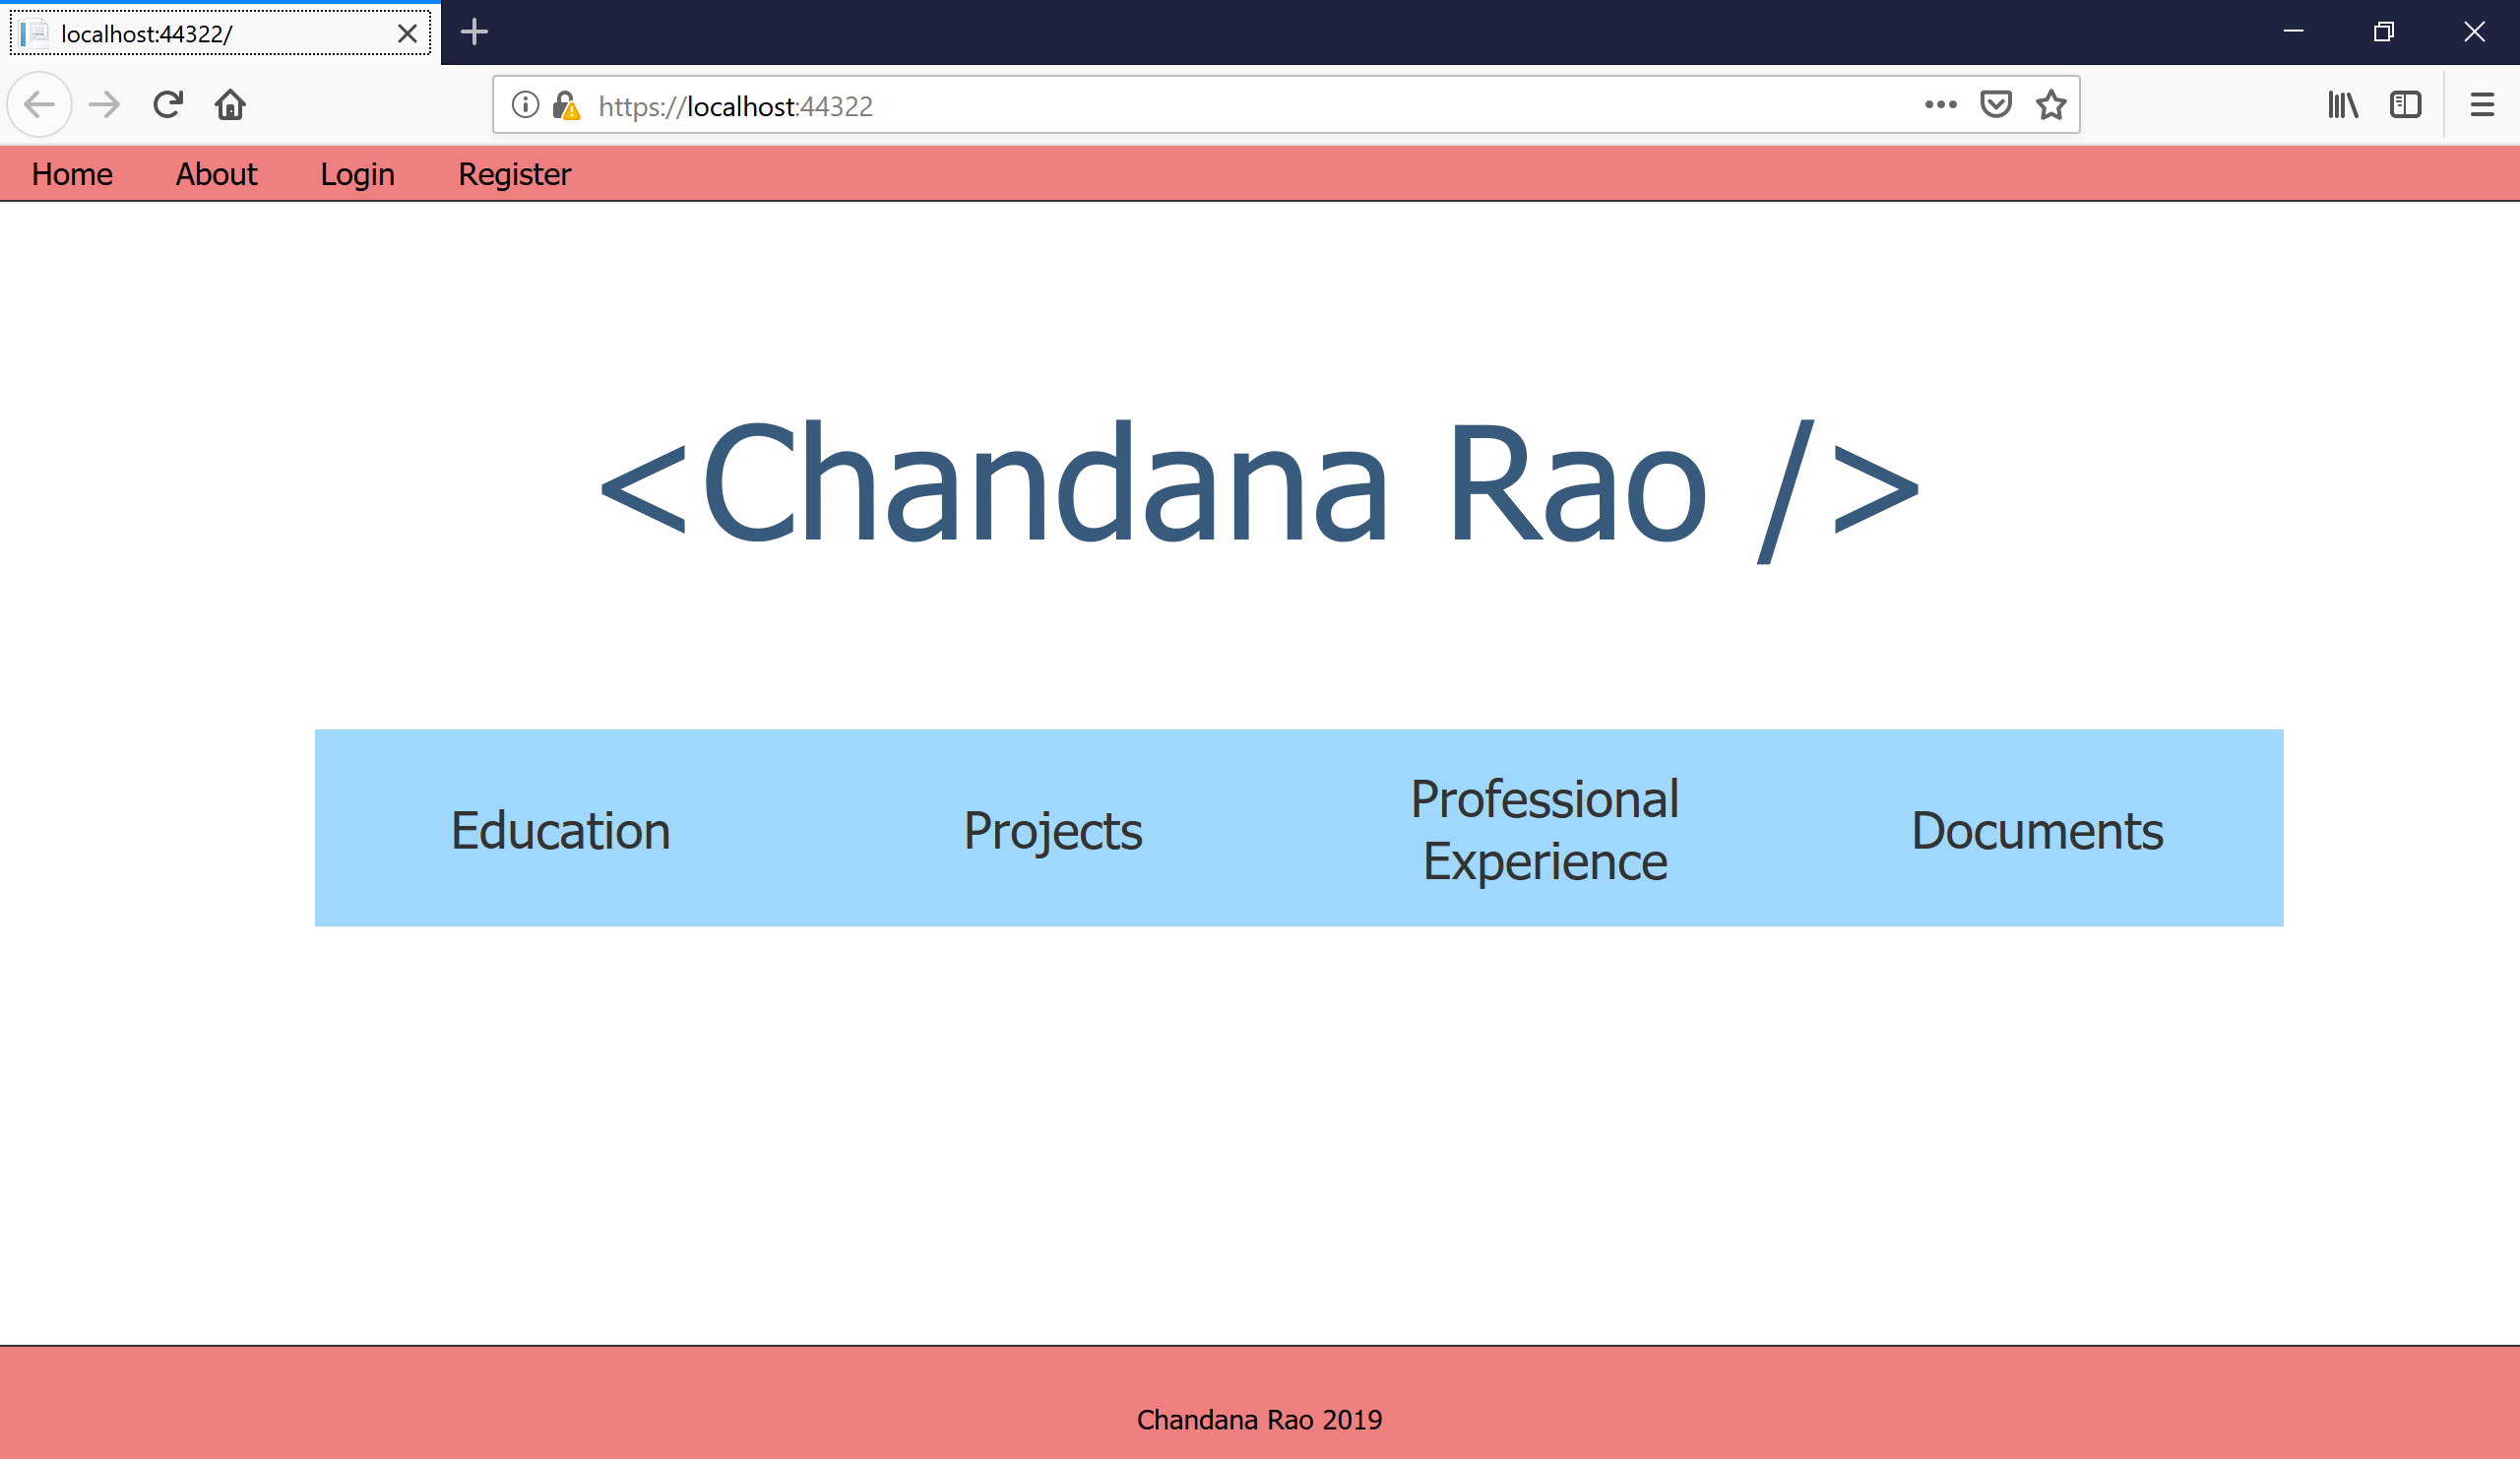 localhost:44322/
https://localhost:44322
Home About Login Register
<Chandana Rao />
Education Projects Professional Experience Documents
Chandana Rao 2019